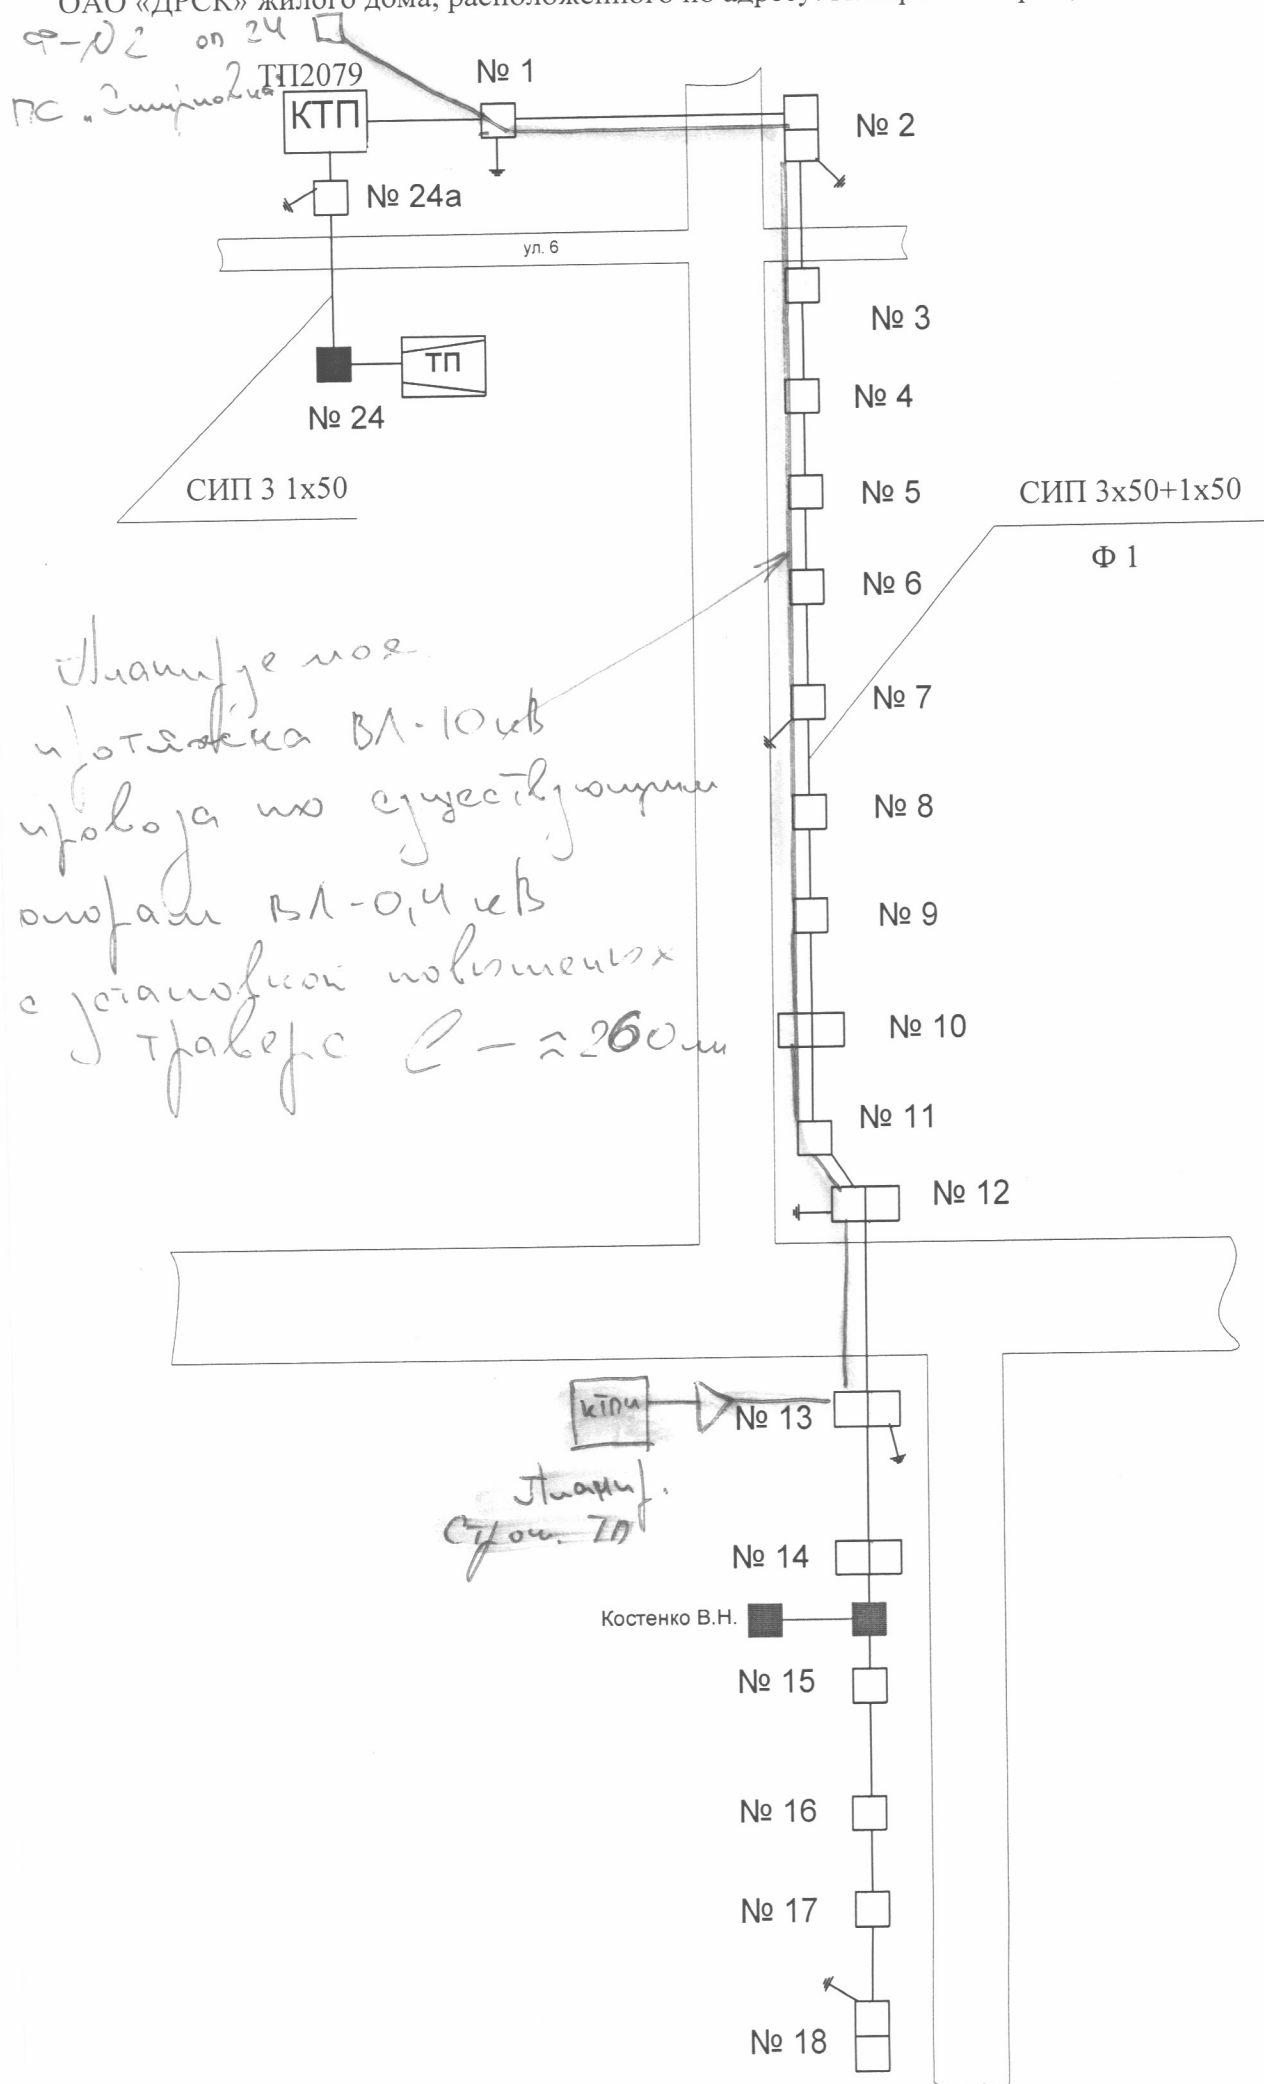 ОАО «ДРСК» жилого дома, расположенного по адресу:
Ф-№2 оп 24
ПС
ТП2079
КТП
№ 1
№ 2
№ 24а
ул. 6
№ 3
ТП
№ 24
№ 4
СИП 3 1х50
№ 5
СИП 3х50+1х50
Ф 1
№ 6
Планируемая
протяжка ВЛ-10кВ
провода по существующим
опорам ВЛ-0,4 кВ
с установкой повышеных
траверс ℓ - ≈260м
№ 7
№ 8
№ 9
№ 10
№ 11
№ 12
КТПн
№ 13
Планир.
Строй. ТП
№ 14
Костенко В.Н.
№ 15
№ 16
№ 17
№ 18